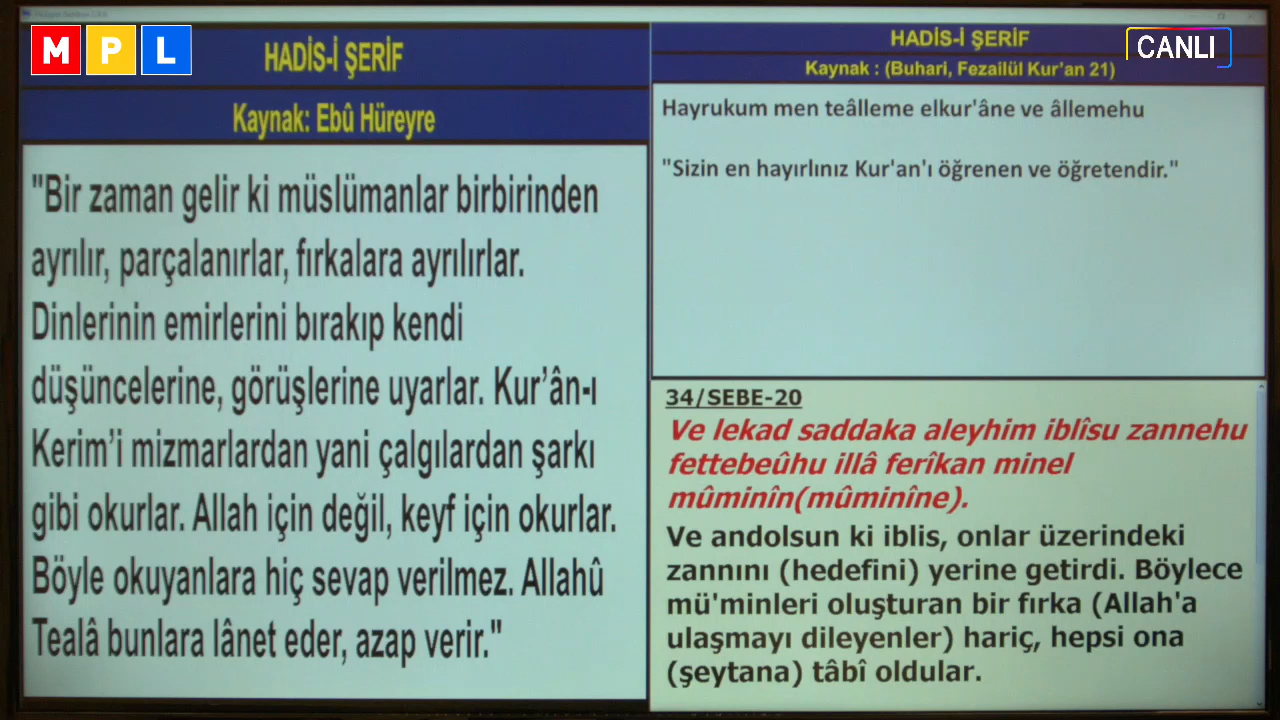 MPL
HADİS-İ ŞERİF
Kaynak: Ebû Hüreyre
"Bir zaman gelir ki müslümanlar birbirinden
ayrılır, parçalanırlar, fırkalara ayrılırlar.
Dinlerinin emirlerini bırakıp kendi
düşüncelerine, görüşlerine uyarlar. Kur’ân-ı
Kerim’i mizmarlardan yani çalgılardan şarkı
gibi okurlar. Allah için değil, keyf için okurlar.
Böyle okuyanlara hiç sevap verilmez. Allahû
Tealâ bunlara lânet eder, azap verir."
HADİS-İ ŞERİF
CANLI
Kaynak : (Buhari, Fezailül Kur'an 21)
Hayrukum men teâlleme elkur'âne ve âllemehu
"Sizin en hayırlınız Kur'an'ı öğrenen ve öğretendir."
34/SEBE-20
Ve lekad saddaka aleyhim iblîsu zannehu
fettebeûhu illâ ferîkan minel
mûminîn(mûminîne).
Ve andolsun ki iblis, onlar üzerindeki
zannını (hedefini) yerine getirdi. Böylece
mü'minleri oluşturan bir fırka (Allah'a
ulaşmayı dileyenler) hariç, hepsi ona
(şeytana) tâbî oldular.